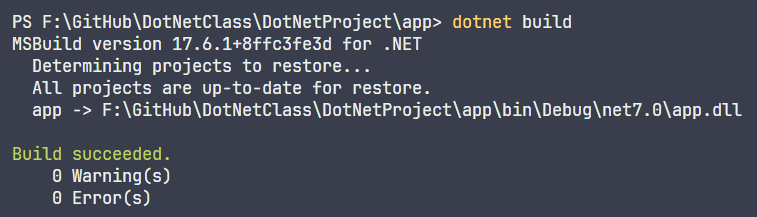 PS F:\GitHub\DotNetClass\DotNetProject\app> dotnet build
MSBuild version 17.6.1+8ffc3fe3d for .NET
  Determining projects to restore...
  All projects are up-to-date for restore.
  app -> F:\GitHub\DotNetClass\DotNetProject\app\bin\Debug\net7.0\app.dll

Build succeeded.
    0 Warning(s)
    0 Error(s)